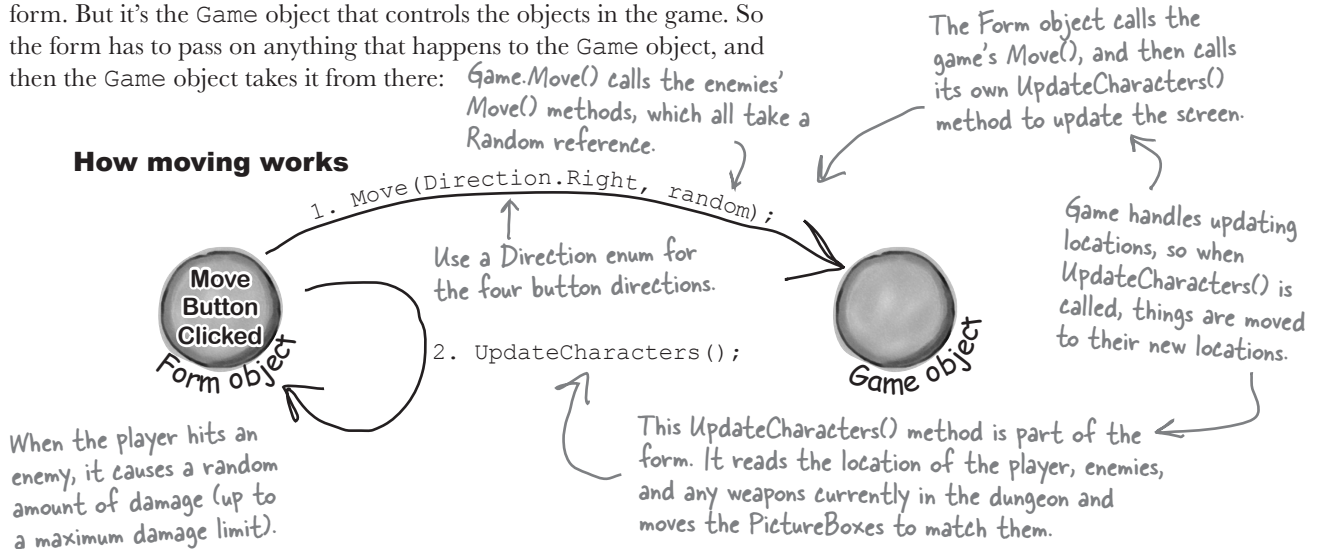 form. But it's the Game object that controls the objects in the game. So
the form has to pass on anything that happens to the Game object, and
then the Game object takes it from there:
Game.Move() calls the enemies'
Move() methods, which all take a
Random reference.
The Form object calls the
game's Move(), and then calls
its own UpdateCharacters()
method to update the screen.
How moving works
1. Move(Direction.Right, random);
Use a Direction enum for
the four button directions.
Game handles updating
locations, so when
UpdateCharacters() is
called, things are moved
to their new locations.
Move
Button
Clicked
Form object
2. UpdateCharacters();
Game object
When the player hits an
enemy, it causes a random
amount of damage (up to
a maximum damage limit).
This UpdateCharacters() method is part of the
form. It reads the location of the player, enemies,
and any weapons currently in the dungeon and
moves the PictureBoxes to match them.